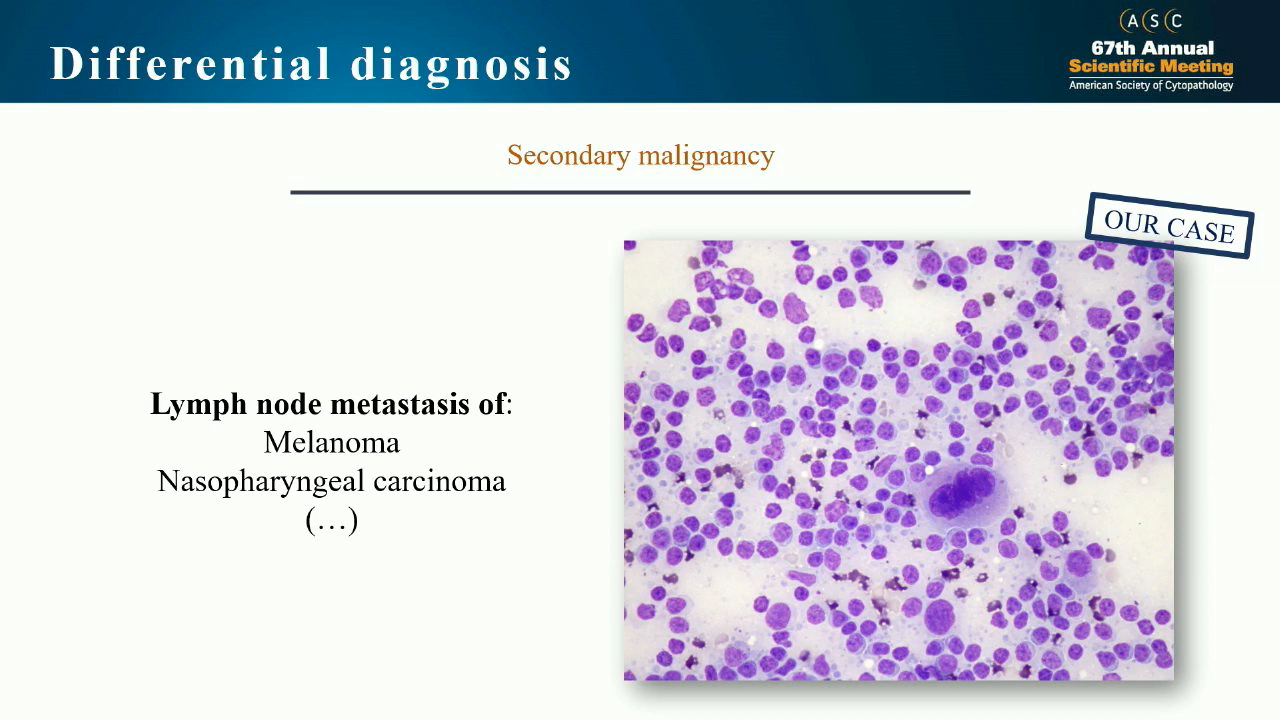 Differential diagnosis
ASC
67th Annual
Scientific Meeting
American Society of Cytopathology
Secondary malignancy
OUR CASE
Lymph node metastasis of:
Melanoma
Nasopharyngeal carcinoma
(…)